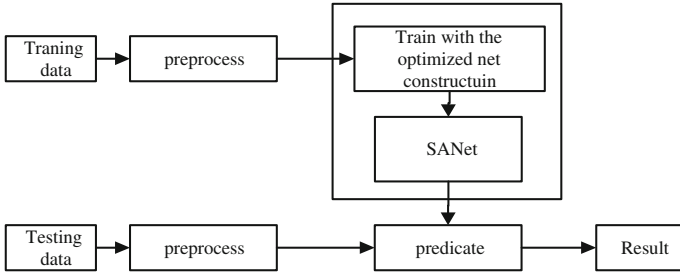 Traning
data
preprocess
Train with the
optimized net
constructuin
SANet
Testing
data
preprocess
predicate
Result